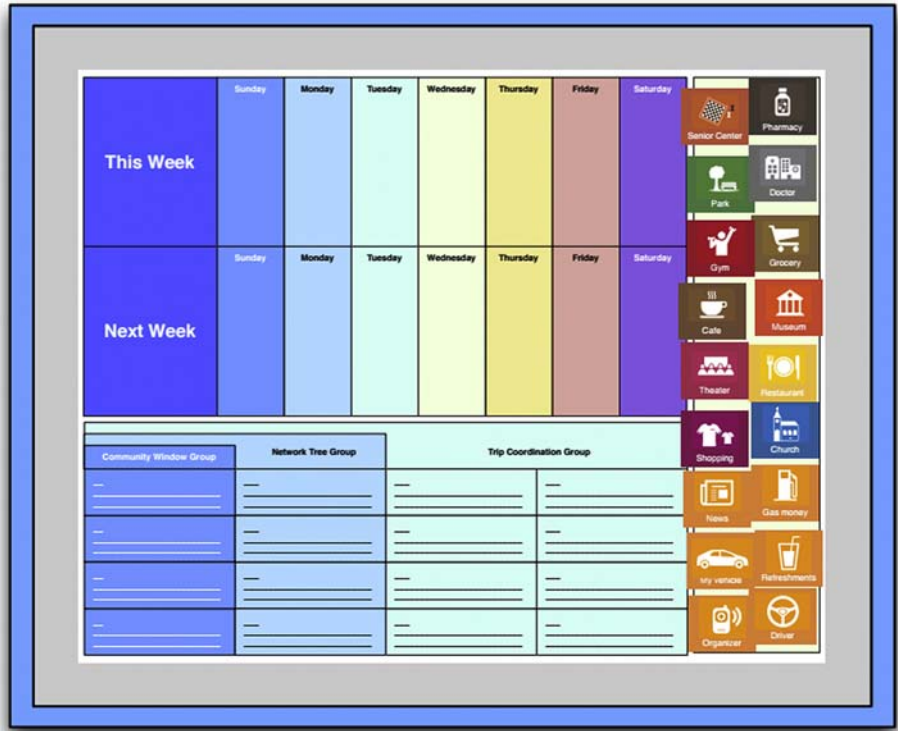 Sunday Monday Tuesday Wednesday Thursday Friday Saturday
This Week
Sunday Monday Tuesday Wednesday Thursday Friday Saturday
Next Week
Community Window Group
Network Tree Group
Trip Coordination Group
Senior Center
Pharmacy
Park
Doctor
Gym
Grocery
Cafe
Museum
Theater
Restaurant
Shopping
Church
News
Gas money
My vehicle
Refreshments
Organizer
Driver